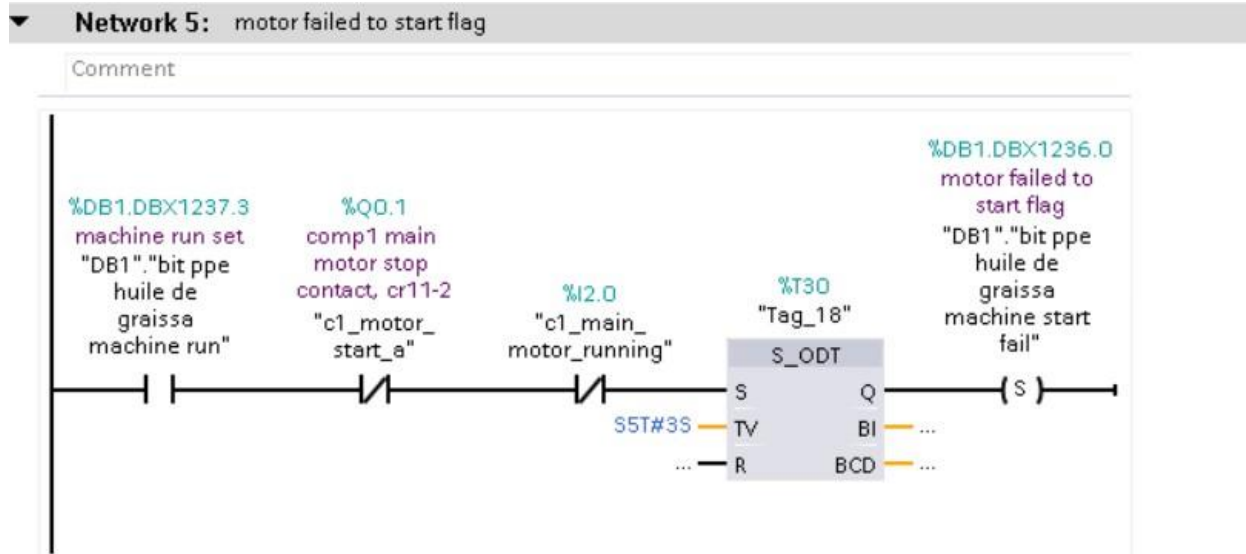 Network 5: motor failed to start flag
Comment
%DB1.DBX1237.3
machine run set
"DB1"."bit ppe
huile de
graissa
machine run"
%Q0.1
comp1 main
motor stop
contact, cr11-2
"c1_motor_
start_a"
%I2.0
"c1_main_
motor_running"
%T30
"Tag_18"
S_ODT
S Q
S5T#3S TV BI ...
... R BCD ...
%DB1.DBX1236.0
motor failed to
start flag
"DB1"."bit ppe
huile de
graissa
machine start
fail"
S